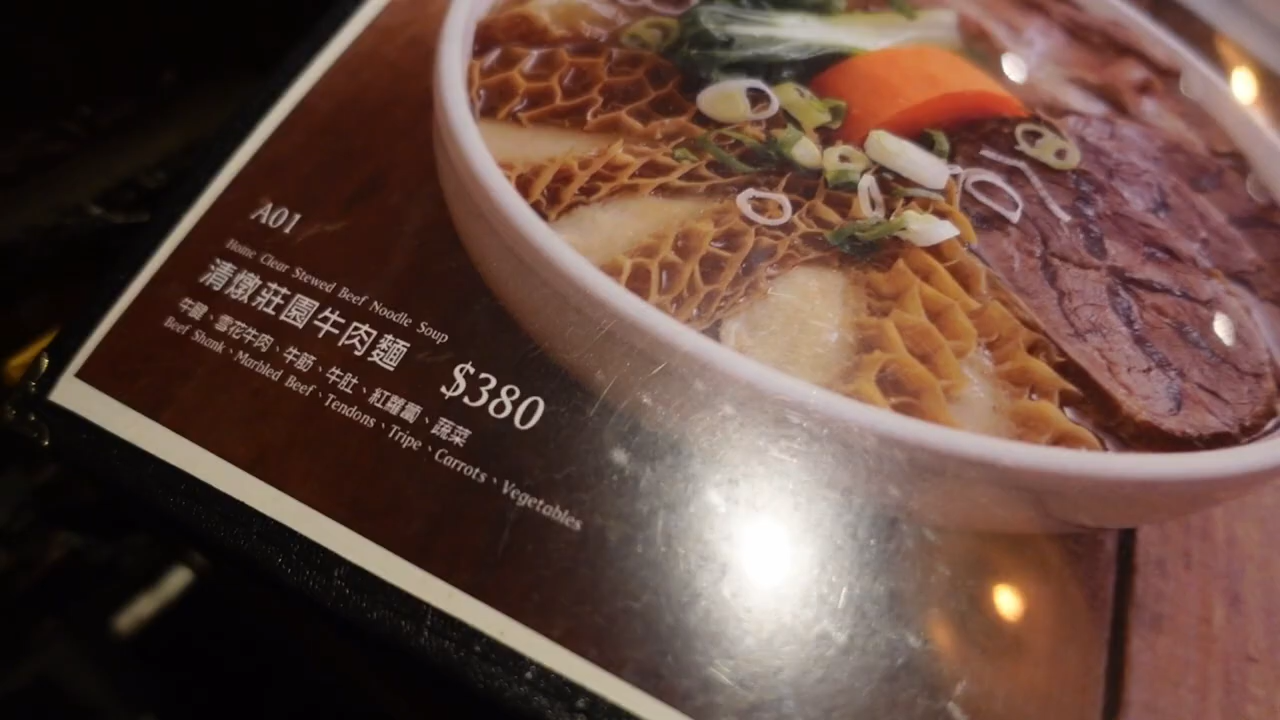 A01
Home Clear Stewed Beef Noodle Soup
清燉莊園牛肉麵
$380
牛腱、雪花牛肉、牛筋、牛肚、紅蘿蔔、蔬菜
Beef Shank、Marbled Beef、Tendons、Tripe、Carrots、Vegetables